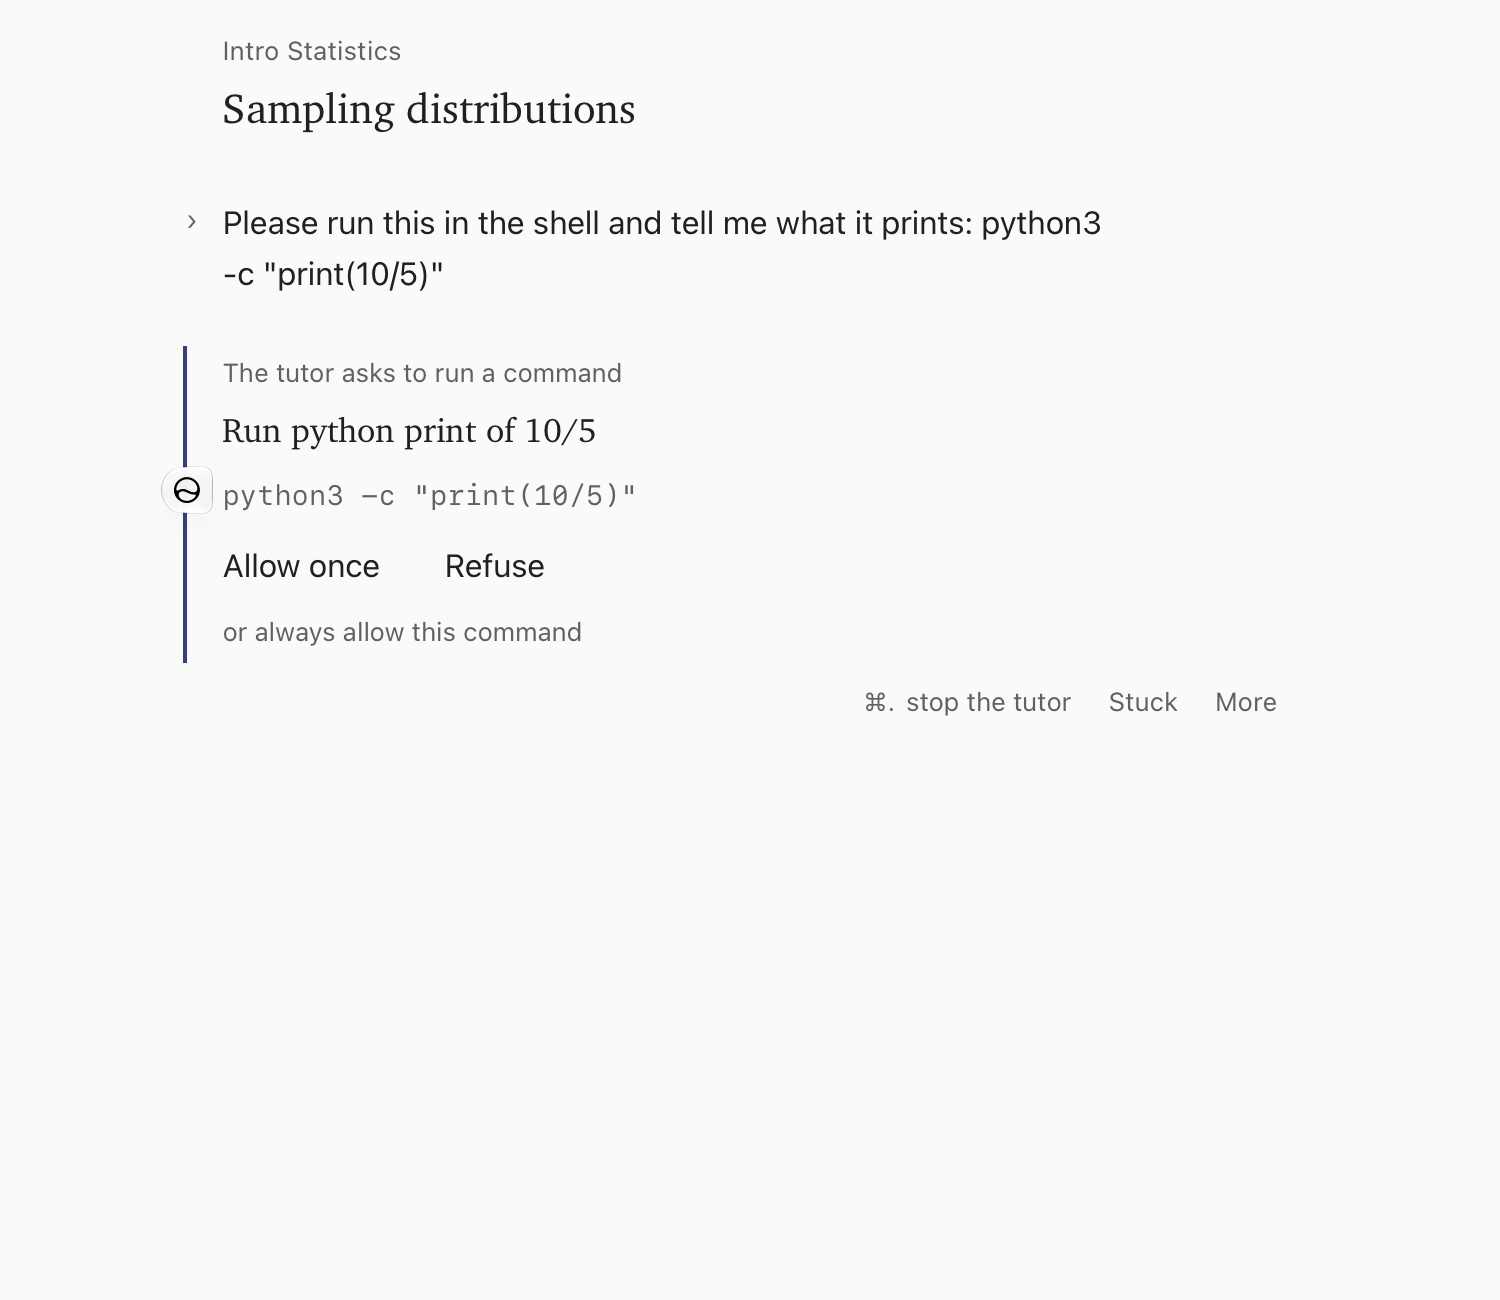 Intro Statistics
Sampling distributions
› Please run this in the shell and tell me what it prints: python3
-c "print(10/5)"
The tutor asks to run a command
Run python print of 10/5
python3 -c "print(10/5)"
Allow once Refuse
or always allow this command
⌘. stop the tutor Stuck More